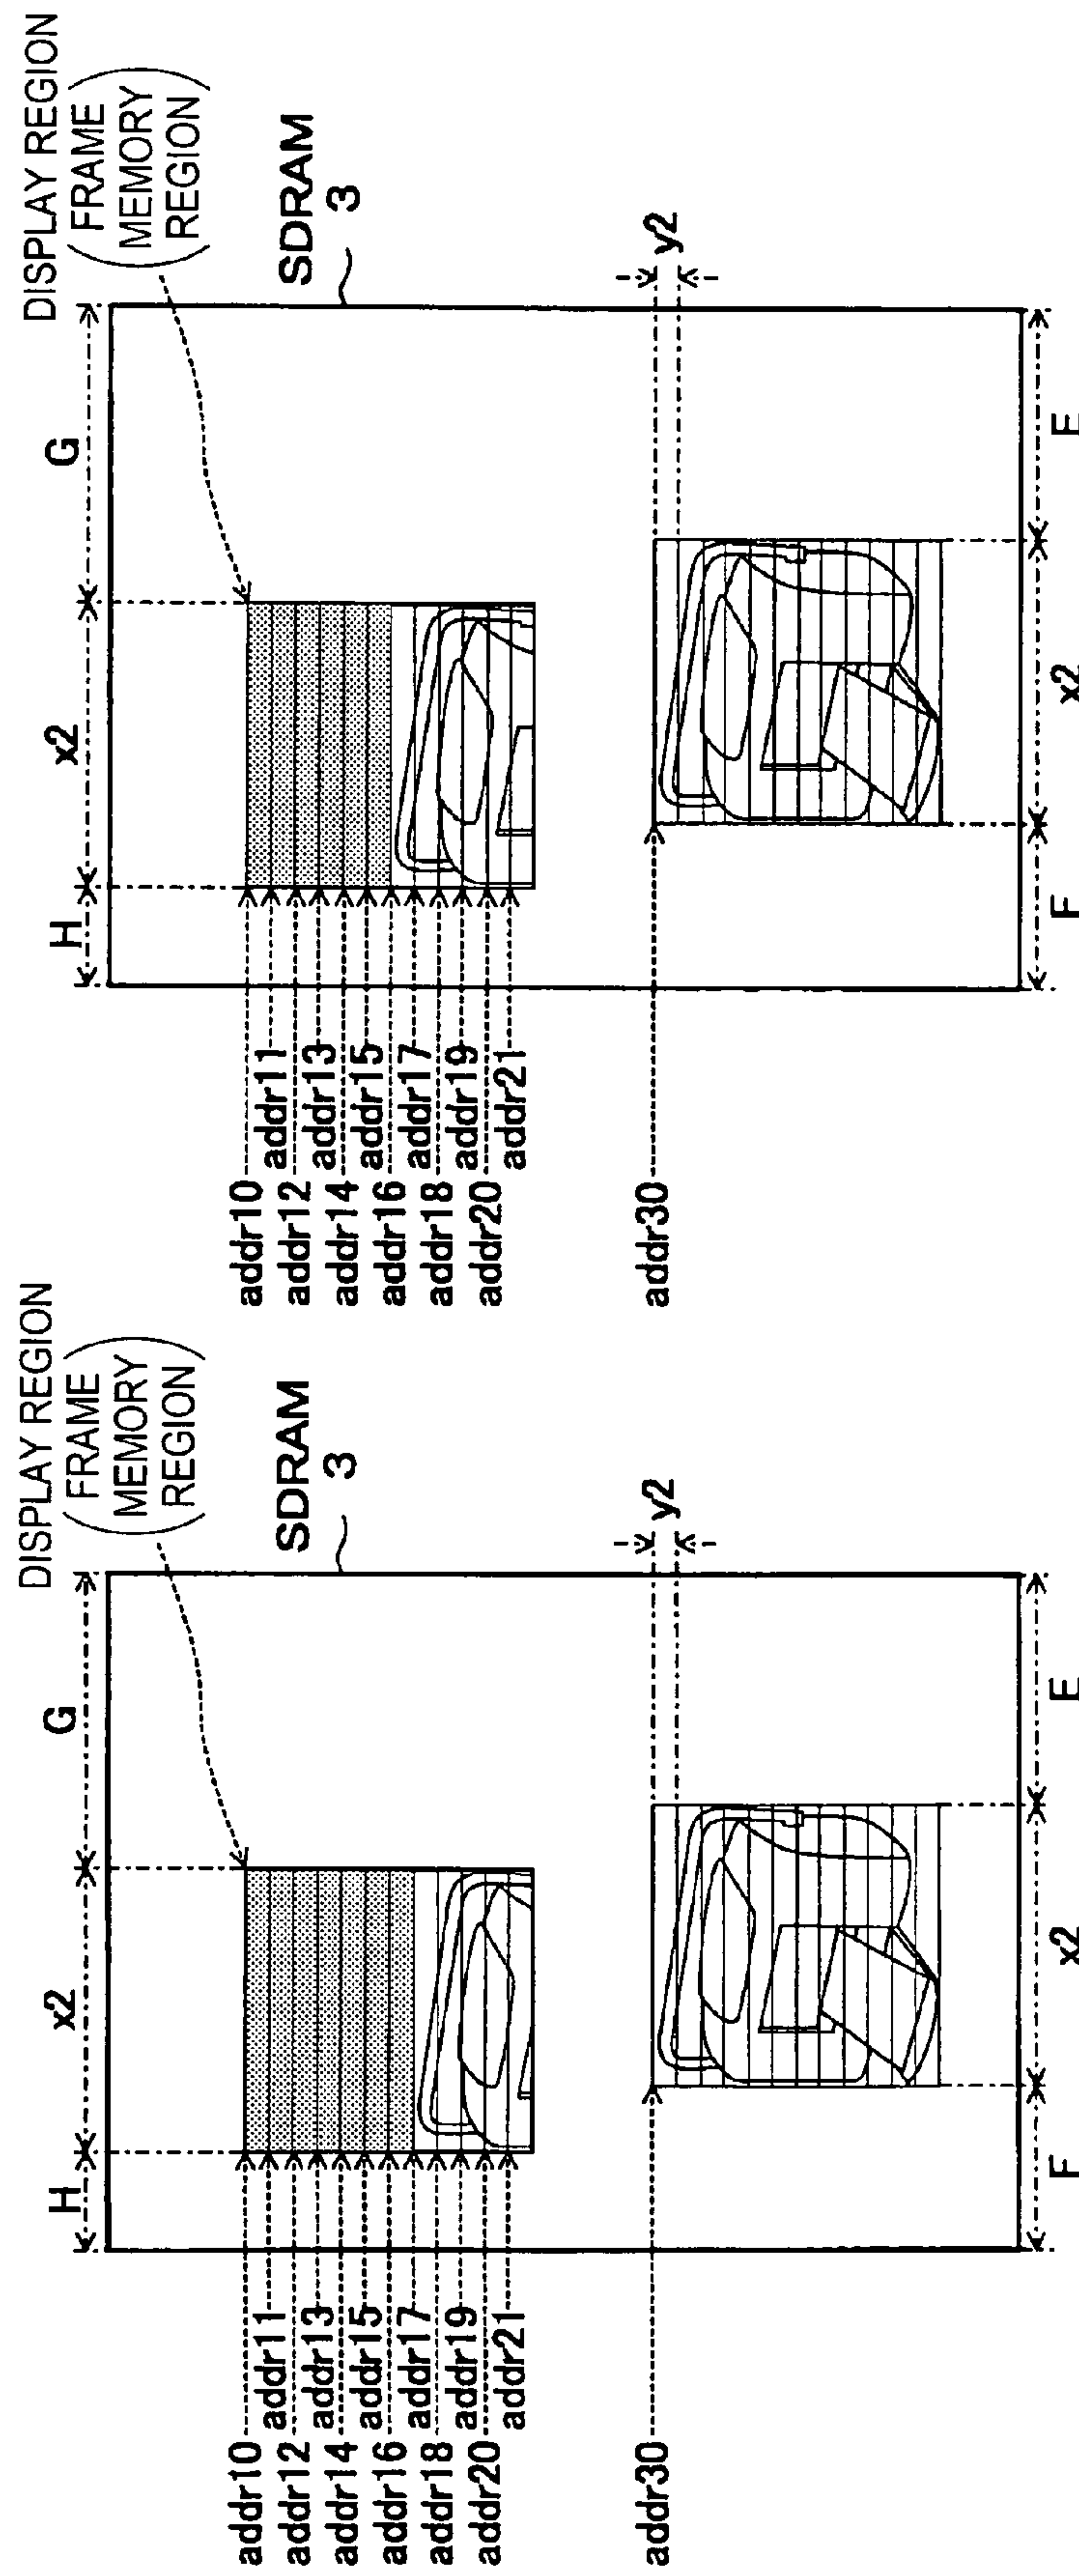 DISPLAY REGION
FRAME
MEMORY
REGION
H
x2
G
SDRAM
3
addr10
addr11
addr12
addr13
addr14
addr15
addr16
addr17
addr18
addr19
addr20
addr21
addr30
y2
F
x2
E
DISPLAY REGION
FRAME
MEMORY
REGION
H
x2
G
SDRAM
3
addr10
addr11
addr12
addr13
addr14
addr15
addr16
addr17
addr18
addr19
addr20
addr21
addr30
y2
F
x2
E